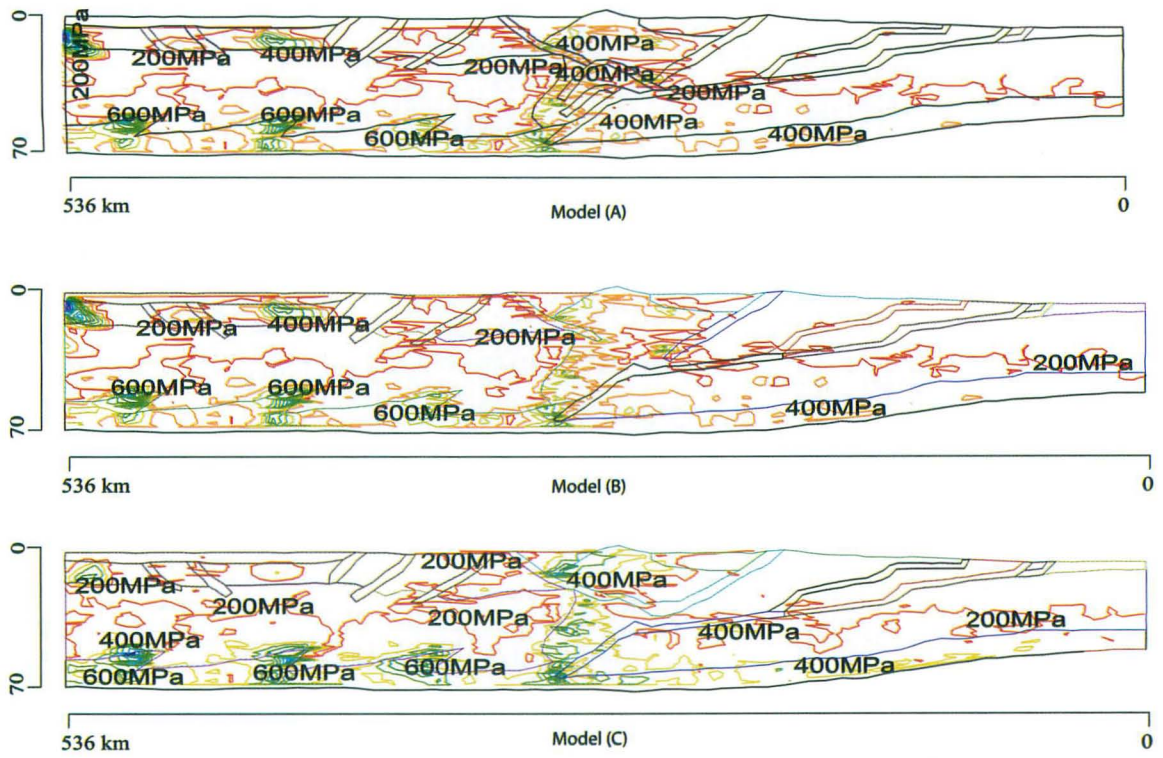 0
200MPa
200MPa 400MPa 200MPa 400MPa
400MPa
200MPa
600MPa 600MPa 600MPa 400MPa 400MPa
70
536 km 0
Model (A)
0
200MPa 400MPa 200MPa
200MPa
600MPa 600MPa 600MPa 400MPa
70
536 km 0
Model (B)
0
200MPa 400MPa
200MPa 200MPa 200MPa 200MPa
400MPa 400MPa
600MPa 600MPa 600MPa 400MPa
70
536 km 0
Model (C)